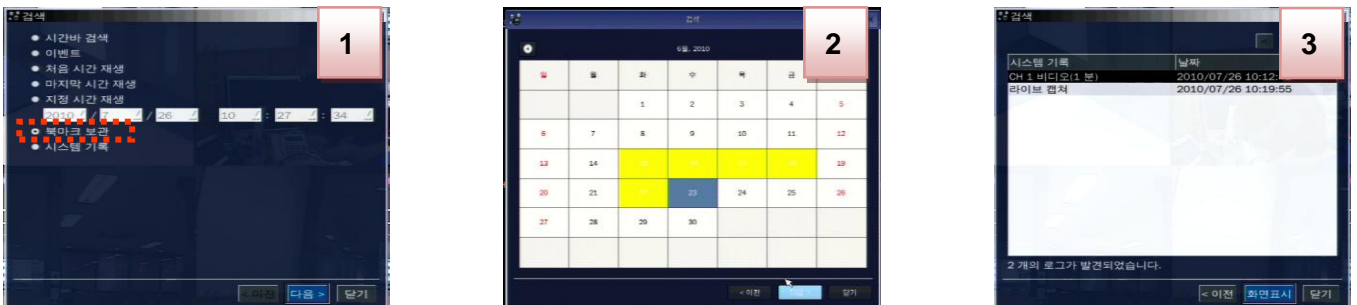 검색
1
시간바 검색
이벤트
처음 시간 재생
마지막 시간 재생
지정 시간 재생
2010 / 7 / 26 10 : 27 : 34
북마크 보관
시스템 기록
< 이전 다음 > 닫기
검색
2
6월, 2010
일 월 화 수 목 금
1 2 3 4 5
6 7 8 9 10 11 12
13 14 19
20 21 23 24 25 26
27 28 29 30
< 이전 닫기
검색
3
시스템 기록 날짜
CH 1 비디오(1 분) 2010/07/26 10:12:
라이브 캡쳐 2010/07/26 10:19:55
2 개의 로그가 발견되었습니다.
< 이전 화면표시 닫기